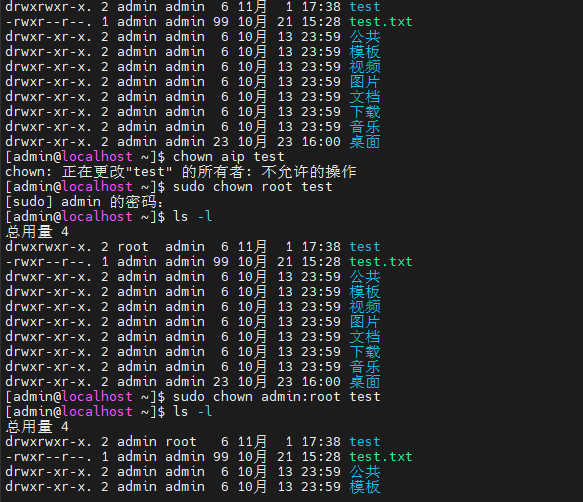 drwxrwxr-x. 2 admin admin  6 11月  1 17:38 test
-rwxr--r--. 1 admin admin 99 10月 21 15:28 test.txt
drwxr-xr-x. 2 admin admin  6 10月 13 23:59 公共
drwxr-xr-x. 2 admin admin  6 10月 13 23:59 模板
drwxr-xr-x. 2 admin admin  6 10月 13 23:59 视频
drwxr-xr-x. 2 admin admin  6 10月 13 23:59 图片
drwxr-xr-x. 2 admin admin  6 10月 13 23:59 文档
drwxr-xr-x. 2 admin admin  6 10月 13 23:59 下载
drwxr-xr-x. 2 admin admin  6 10月 13 23:59 音乐
drwxr-xr-x. 2 admin admin 23 10月 23 16:00 桌面
[admin@localhost ~]$ chown aip test
chown: 正在更改"test" 的所有者: 不允许的操作
[admin@localhost ~]$ sudo chown root test
[sudo] admin 的密码：
[admin@localhost ~]$ ls -l
总用量 4
drwxrwxr-x. 2 root  admin  6 11月  1 17:38 test
-rwxr--r--. 1 admin admin 99 10月 21 15:28 test.txt
drwxr-xr-x. 2 admin admin  6 10月 13 23:59 公共
drwxr-xr-x. 2 admin admin  6 10月 13 23:59 模板
drwxr-xr-x. 2 admin admin  6 10月 13 23:59 视频
drwxr-xr-x. 2 admin admin  6 10月 13 23:59 图片
drwxr-xr-x. 2 admin admin  6 10月 13 23:59 文档
drwxr-xr-x. 2 admin admin  6 10月 13 23:59 下载
drwxr-xr-x. 2 admin admin  6 10月 13 23:59 音乐
drwxr-xr-x. 2 admin admin 23 10月 23 16:00 桌面
[admin@localhost ~]$ sudo chown admin:root test
[admin@localhost ~]$ ls -l
总用量 4
drwxrwxr-x. 2 admin root   6 11月  1 17:38 test
-rwxr--r--. 1 admin admin 99 10月 21 15:28 test.txt
drwxr-xr-x. 2 admin admin  6 10月 13 23:59 公共
drwxr-xr-x. 2 admin admin  6 10月 13 23:59 模板